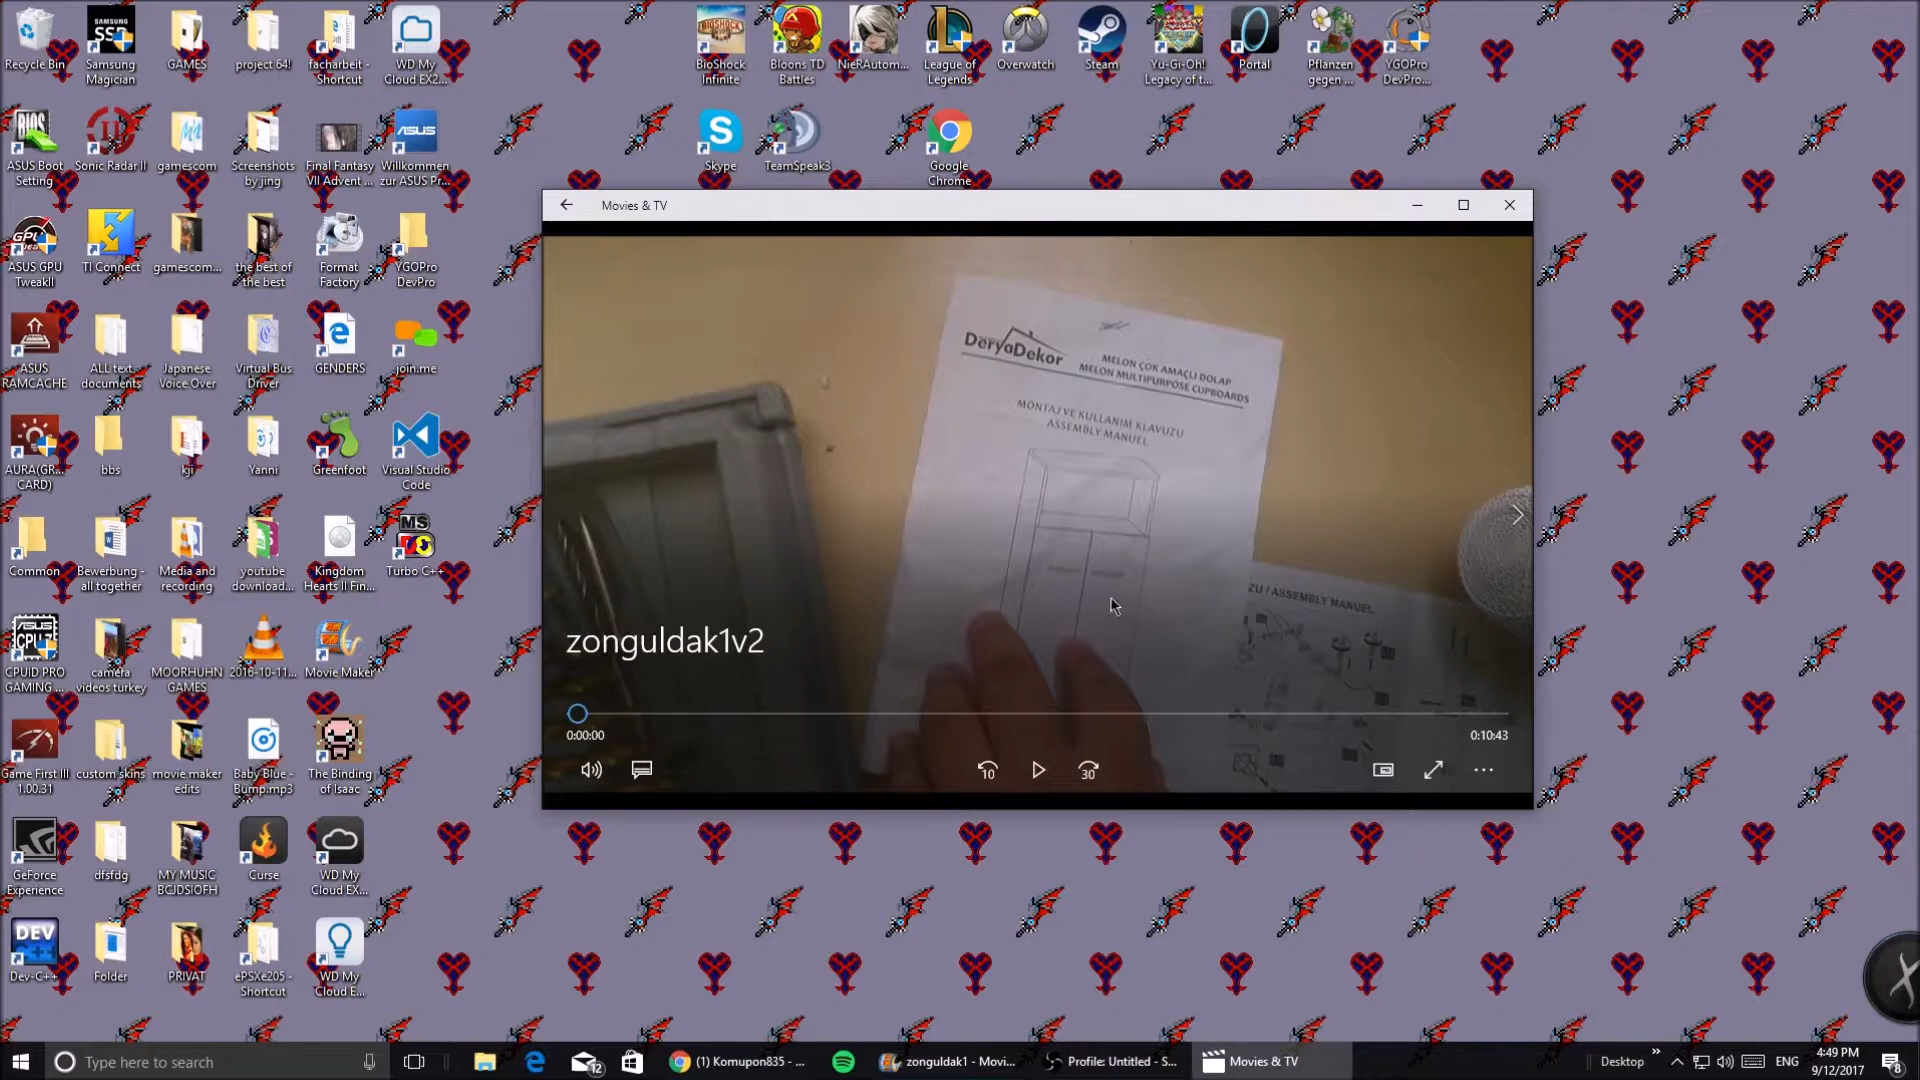 Recycle Bin
Samsung Magician
GAMES
project 64!
facharbeit - Shortcut
WD My Cloud EX2...
BioShock Infinite
Bloons TD Battles
NieRAutom...
League of Legends
Overwatch
Steam
Yu-Gi-Oh! Legacy of t...
Portal
Pflanzen gegen ...
YGOPro DevPro...
ASUS Boot Setting
Sonic Radar II
gamescom
Screenshots by jing
Final Fantasy VII Advent ...
Willkommen zur ASUS Pr...
Skype
TeamSpeak3
Google Chrome
ASUS GPU TweakII
TI Connect
gamescom...
the best of the best
Format Factory
YGOPro DevPro
ASUS RAMCACHE
ALL text documents
Japanese Voice Over
Virtual Bus Driver
GENDERS
join.me
AURA(GR... CARD)
bbs
kji
Yanni
Greenfoot
Visual Studio Code
Common
Bewerbung - all together
Media and recording
youtube download...
Kingdom Hearts II Fin...
Turbo C++
CPUID PRO GAMING ...
camera videos turkey
MOORHUHN GAMES
2016-10-11...
Movie Maker
Game First III 1.00.31
custom skins
movie maker edits
Baby Blue - Bump.mp3
The Binding of Isaac
GeForce Experience
dfsfdg
MY MUSIC BCJDSIOFH
Curse
WD My Cloud EX...
Dev-C++
Folder
PRIVAT
ePSXe205 - Shortcut
WD My Cloud E...
Movies & TV
DeryaDekor
MELON ÇOK AMAÇLI DOLAP
MELON MULTIPURPOSE CUPBOARDS
MONTAJ VE KULLANIM KLAVUZU
ASSEMBLY MANUEL
ZU / ASSEMBLY MANUEL
zonguldak1v2
0:00:00
0:10:43
10
30
Type here to search
12
(1) Komupon835 - ...
zonguldak1 - Movi...
Profile: Untitled - S...
Movies & TV
Desktop
ENG
4:49 PM
9/12/2017
8